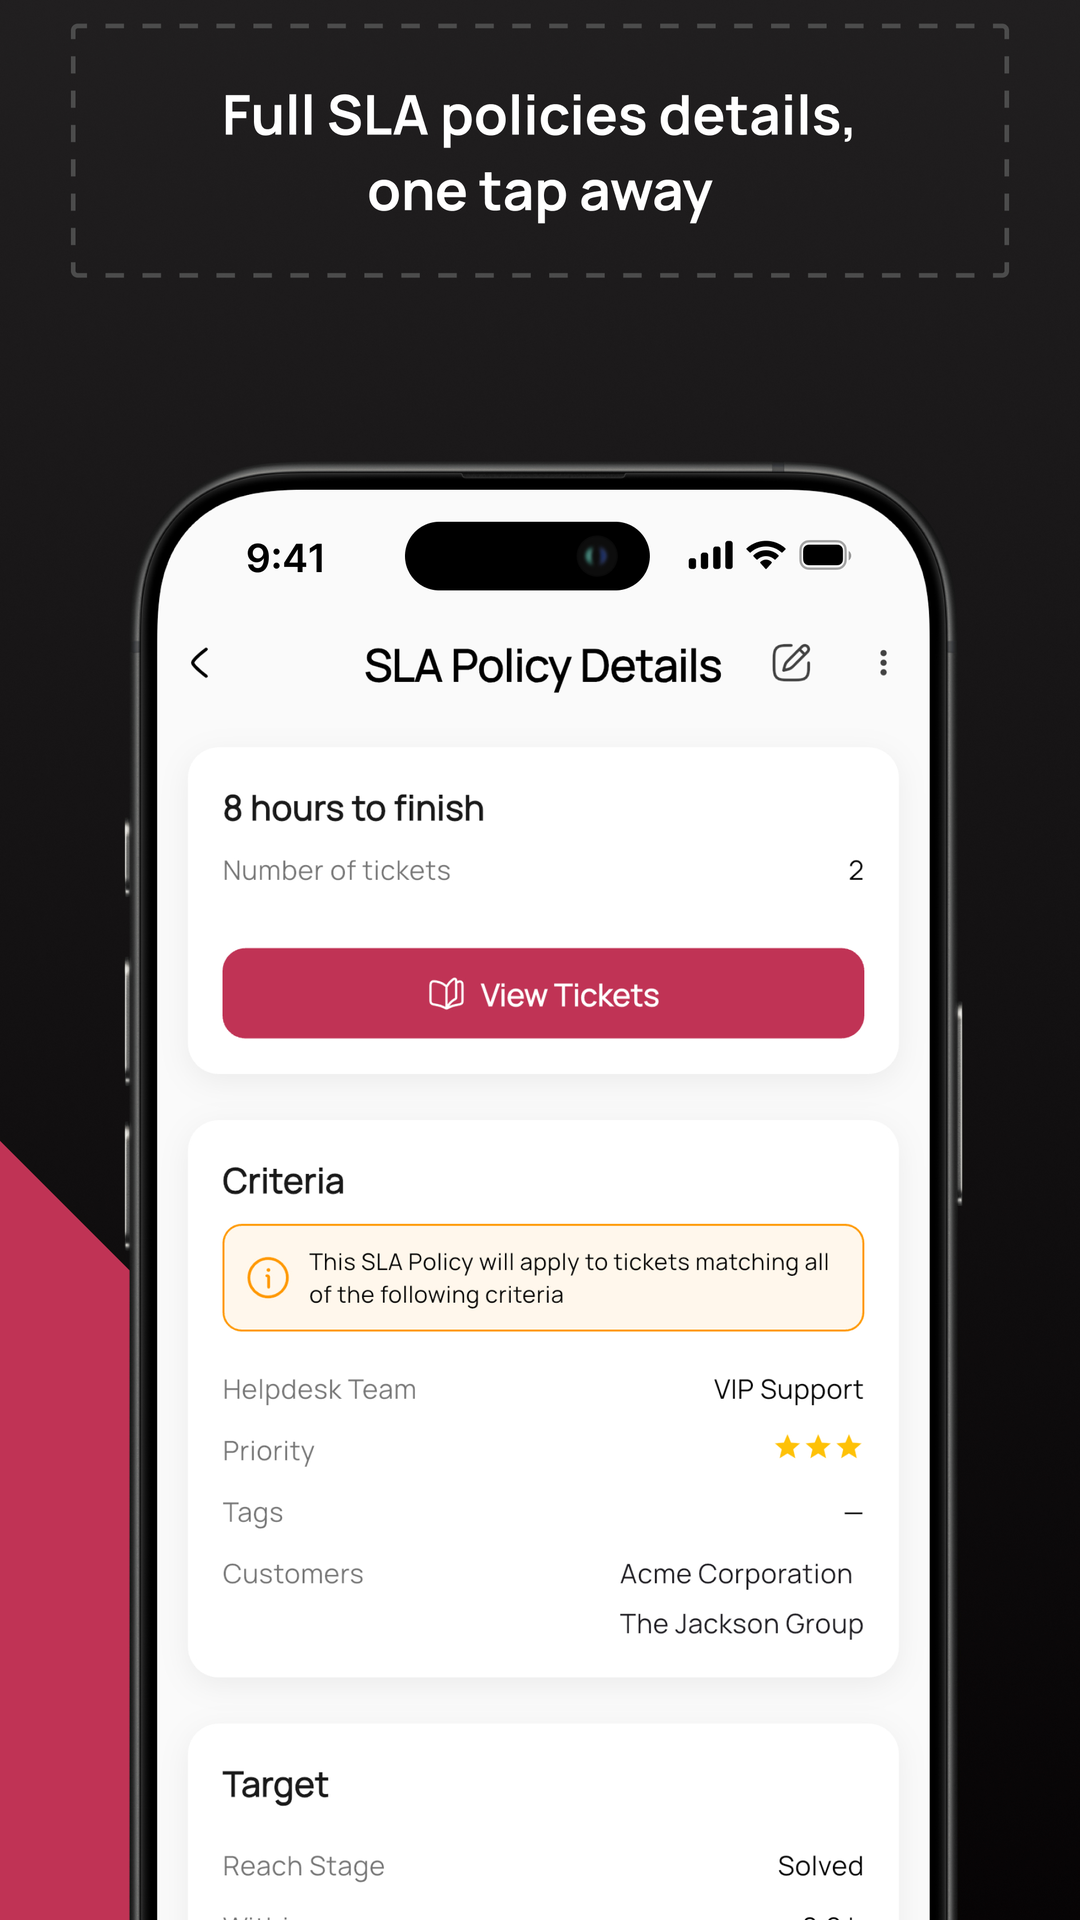 Full SLA policies details,
one tap away
9:41
SLA Policy Details
8 hours to finish
Number of tickets 2
View Tickets
Criteria
This SLA Policy will apply to tickets matching all
of the following criteria
Helpdesk Team VIP Support
Priority
Tags —
Customers Acme Corporation
The Jackson Group
Target
Reach Stage Solved